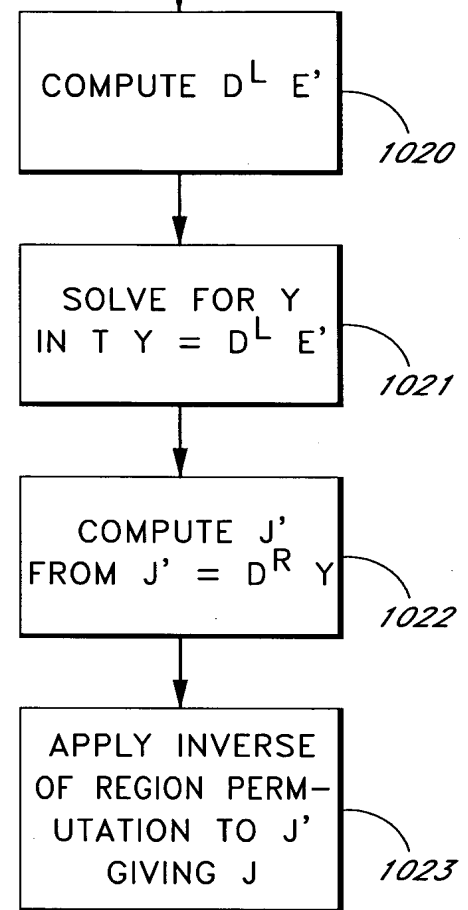 COMPUTE D^L E'
1020
SOLVE FOR Y
IN T Y = D^L E'
1021
COMPUTE J'
FROM J' = D^R Y
1022
APPLY INVERSE
OF REGION PERM-
UTATION TO J'
GIVING J
1023